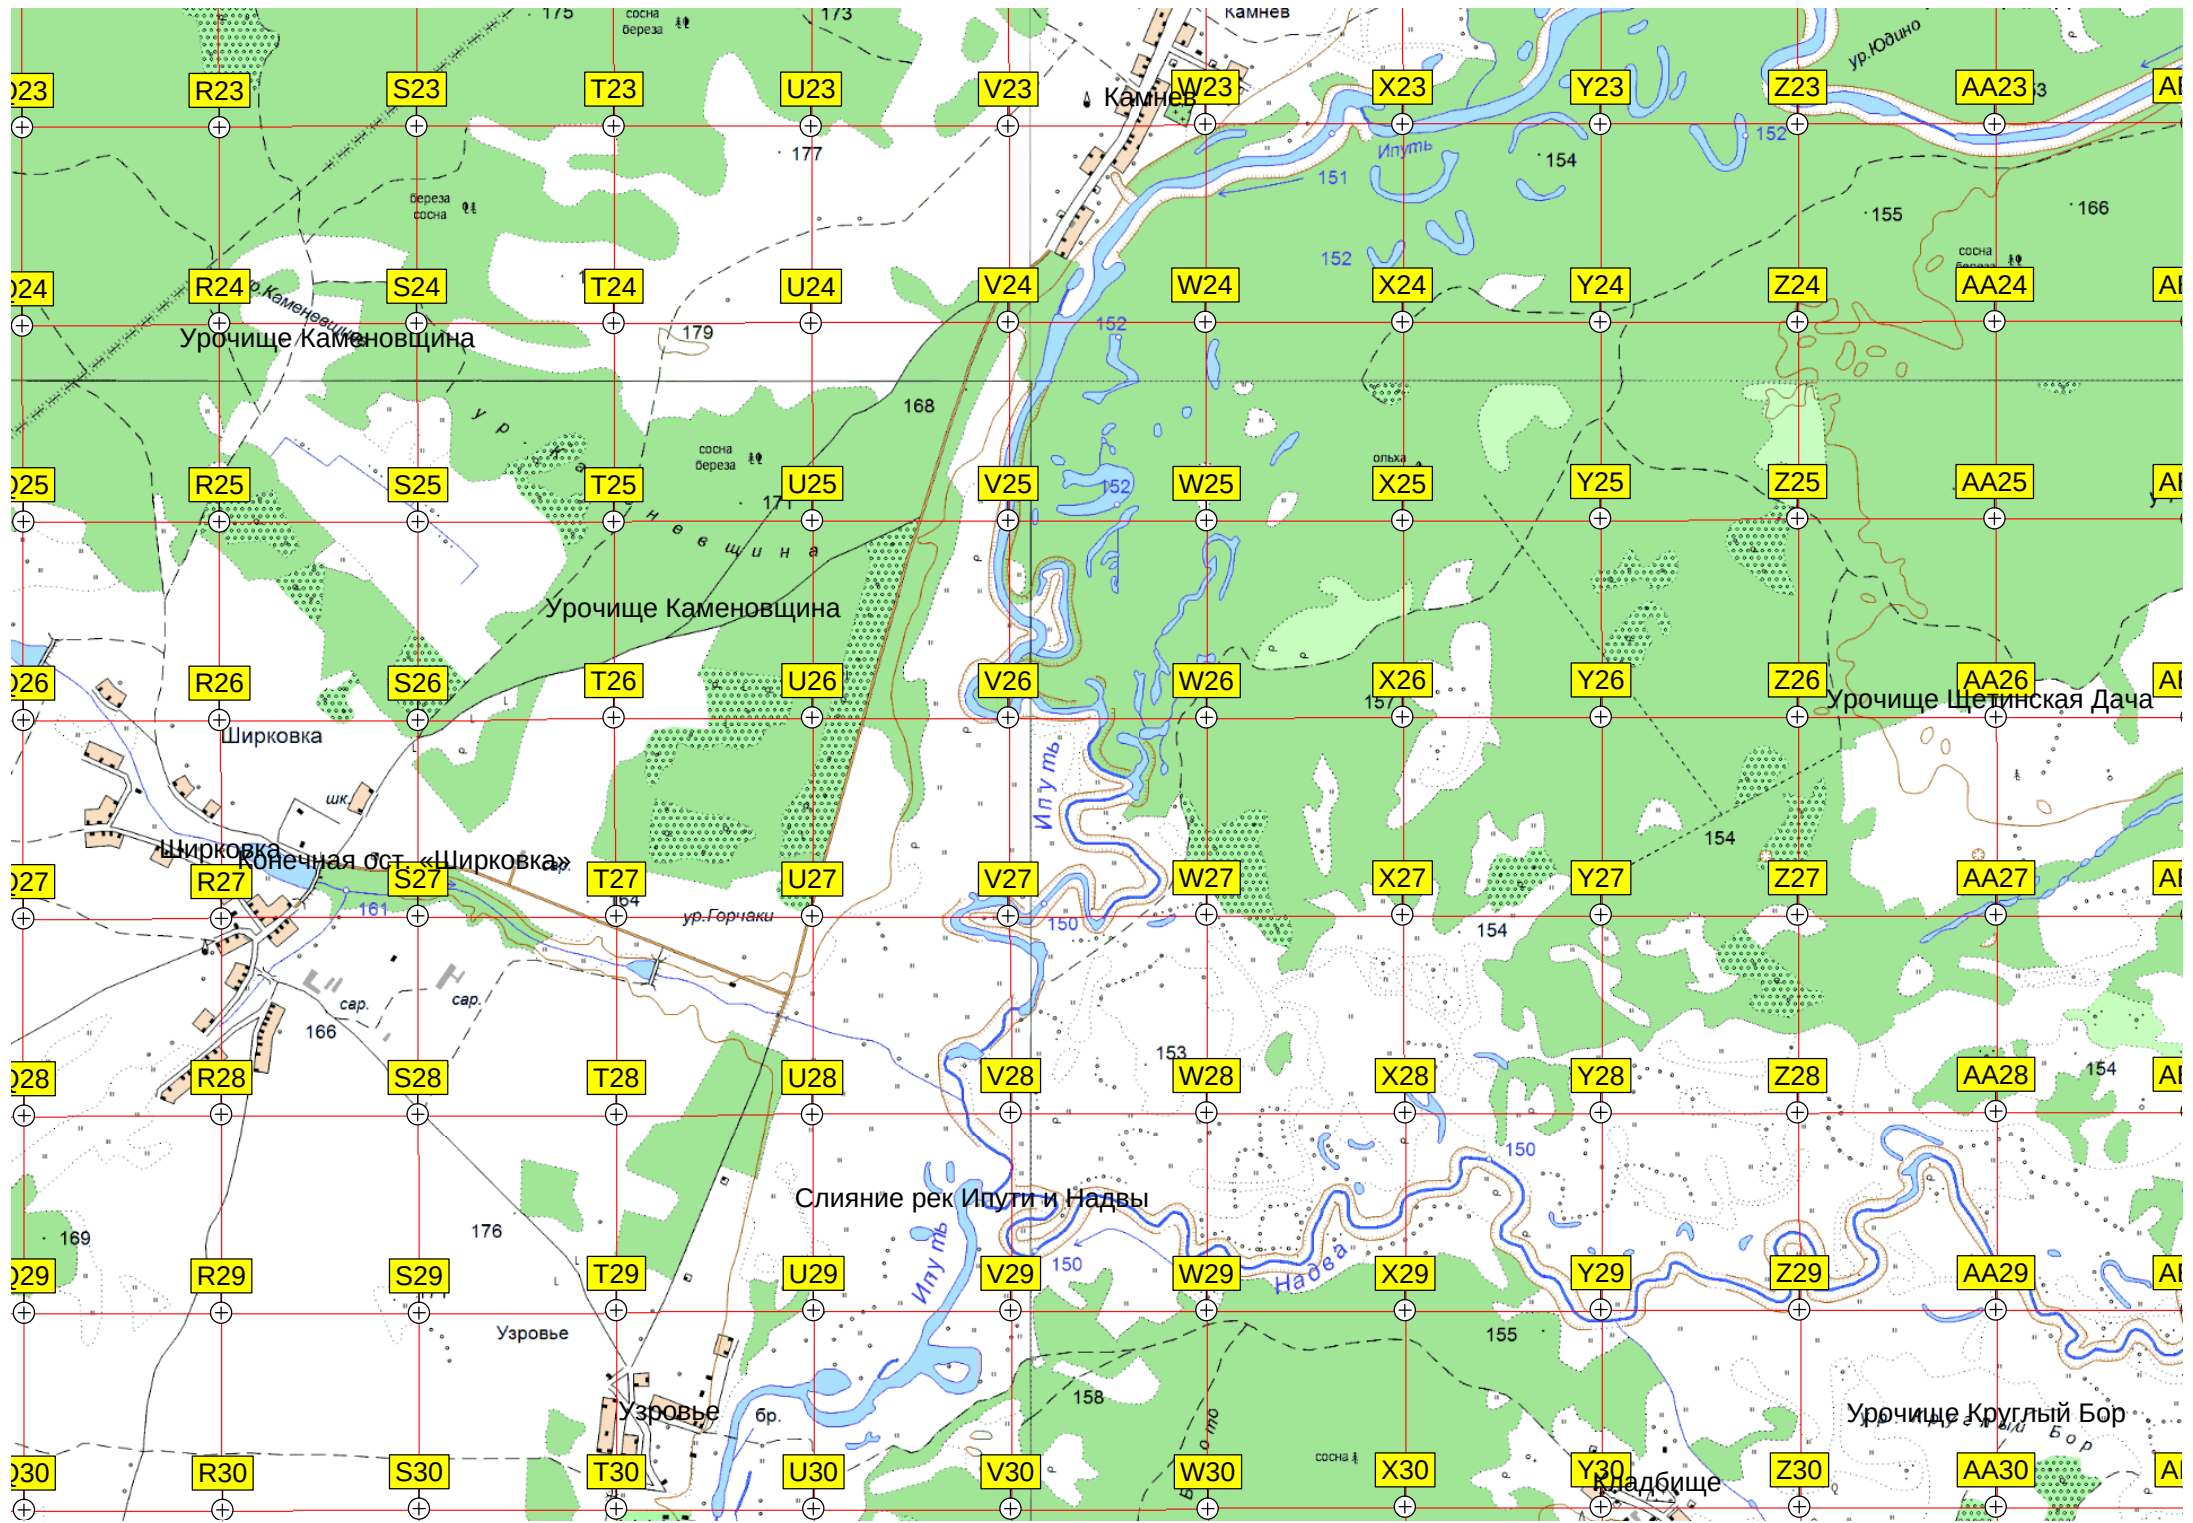 175
сосна
береза
173
Камнев
ур.Юдино
R23
S23
T23
U23
V23
Камнев
W23
X23
Y23
Z23
AA23
177
Ипуть
151
154
152
береза
сосна
155
166
152
сосна
R24
S24
T24
U24
V24
W24
X24
Y24
Z24
AA24
Урочище Каменовщина
179
152
168
ур. Каменевщина
сосна
береза
ольха
R25
S25
T25
U25
V25
W25
X25
Y25
Z25
AA25
171
152
Урочище Каменовщина
R26
S26
T26
U26
V26
W26
X26
Y26
Z26
AA26
157
Урочище Щетинская Дача
Ширковка
Ипуть
шк.
154
Ширковка
Конечная ост. «Ширковка»
R27
S27
T27
U27
V27
W27
X27
Y27
Z27
AA27
161
164
ур.Горчаки
150
154
сар.
сар.
166
153
154
R28
S28
T28
U28
V28
W28
X28
Y28
Z28
AA28
150
Слияние рек Ипути и Надвы
169
176
Ипуть
150
Надва
R29
S29
T29
U29
V29
W29
X29
Y29
Z29
AA29
Узровье
155
158
Узровье
бр.
Урочище Круглый Бор
сосна
R30
S30
T30
U30
V30
W30
X30
Y30
Z30
AA30
Кладбище